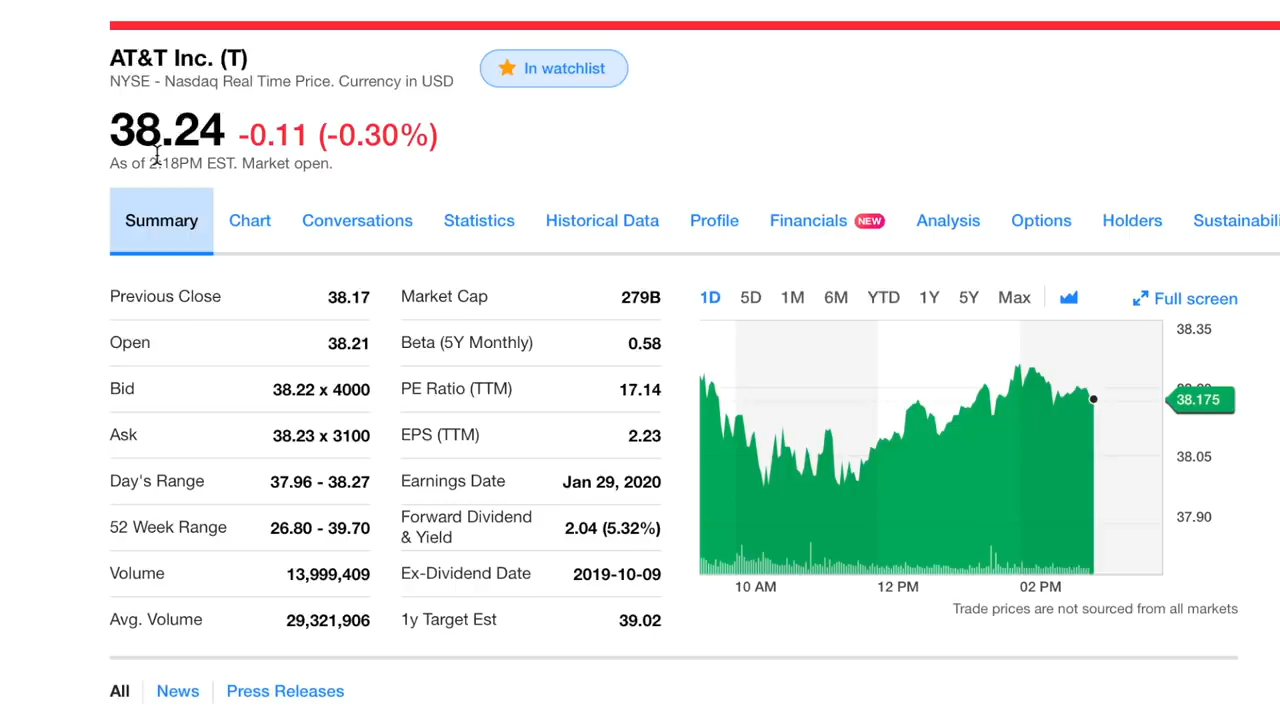 AT&T Inc. (T)
NYSE - Nasdaq Real Time Price. Currency in USD
In watchlist
38.24 -0.11 (-0.30%)
As of 2:18PM EST. Market open.
Summary Chart Conversations Statistics Historical Data Profile Financials NEW Analysis Options Holders Sustainabili
Previous Close 38.17
Open 38.21
Bid 38.22 x 4000
Ask 38.23 x 3100
Day's Range 37.96 - 38.27
52 Week Range 26.80 - 39.70
Volume 13,999,409
Avg. Volume 29,321,906
Market Cap 279B
Beta (5Y Monthly) 0.58
PE Ratio (TTM) 17.14
EPS (TTM) 2.23
Earnings Date Jan 29, 2020
Forward Dividend
& Yield 2.04 (5.32%)
Ex-Dividend Date 2019-10-09
1y Target Est 39.02
1D 5D 1M 6M YTD 1Y 5Y Max Full screen
38.35
38.175
38.05
37.90
10 AM 12 PM 02 PM
Trade prices are not sourced from all markets
All News Press Releases